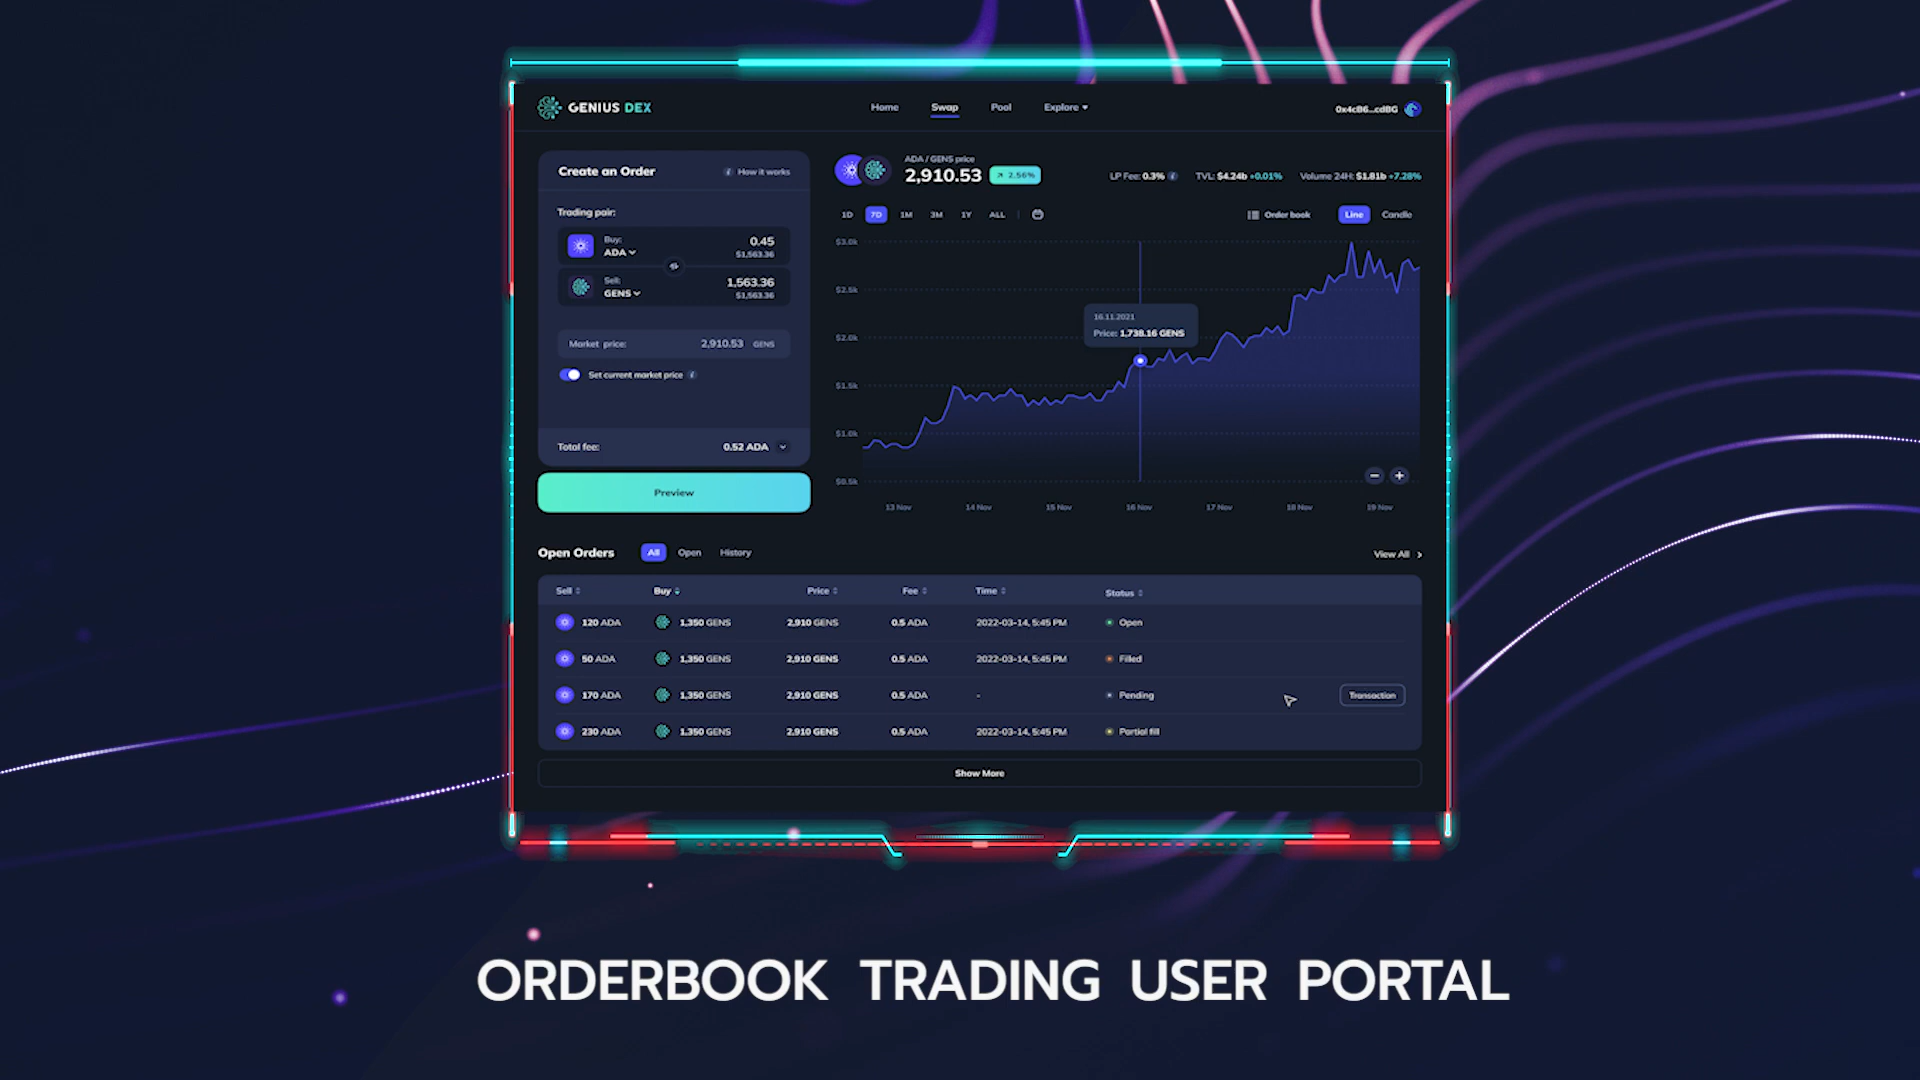 GENIUS DEX
Home Swap Pool Explore
0x4cB6...cdBG
Create an Order
How it works
Trading pair:
Buy:
ADA
0.45
$1,563.36
Sell:
GENS
1,563.36
$1,563.36
Market price: 2,910.53 GENS
Set current market price
Total fee: 0.52 ADA
Preview
ADA / GENS price
2,910.53 2.56%
LP Fee: 0.3% TVL: $4.24b +0.01% Volume 24H: $1.81b +7.28%
1D 7D 1M 3M 1Y ALL
Order book Line Candle
$3.0k
$2.5k
$2.0k
$1.5k
$1.0k
$0.5k
16.11.2021
Price: 1,738.16 GENS
13 Nov 14 Nov 15 Nov 16 Nov 17 Nov 18 Nov 19 Nov
Open Orders All Open History View All
Sell Buy Price Fee Time Status
120 ADA 1,350 GENS 2,910 GENS 0.5 ADA 2022-03-14, 5:45 PM Open
50 ADA 1,350 GENS 2,910 GENS 0.5 ADA 2022-03-14, 5:45 PM Filled
170 ADA 1,350 GENS 2,910 GENS 0.5 ADA - Pending Transaction
230 ADA 1,350 GENS 2,910 GENS 0.5 ADA 2022-03-14, 5:45 PM Partial fill
Show More
ORDERBOOK TRADING USER PORTAL